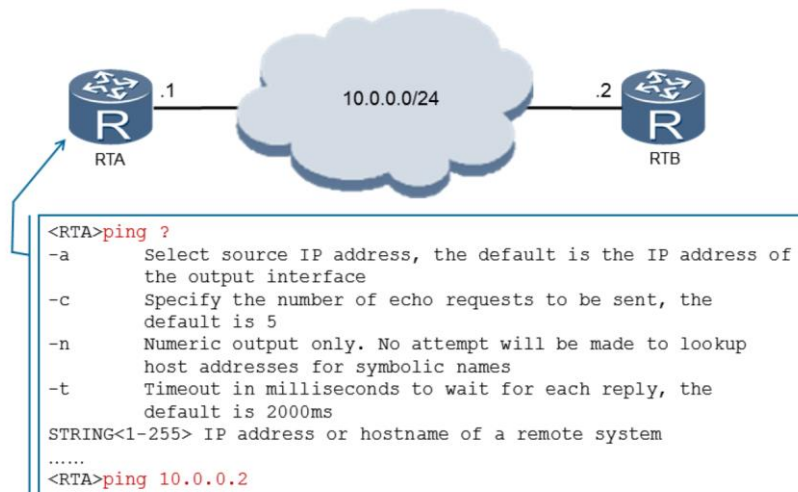 .1
10.0.0.0/24
.2
R
R
RTA
RTB
<RTA>ping ?
-a Select source IP address, the default is the IP address of
the output interface
-c Specify the number of echo requests to be sent, the
default is 5
-n Numeric output only. No attempt will be made to lookup
host addresses for symbolic names
-t Timeout in milliseconds to wait for each reply, the
default is 2000ms
STRING<1-255> IP address or hostname of a remote system
……
<RTA>ping 10.0.0.2